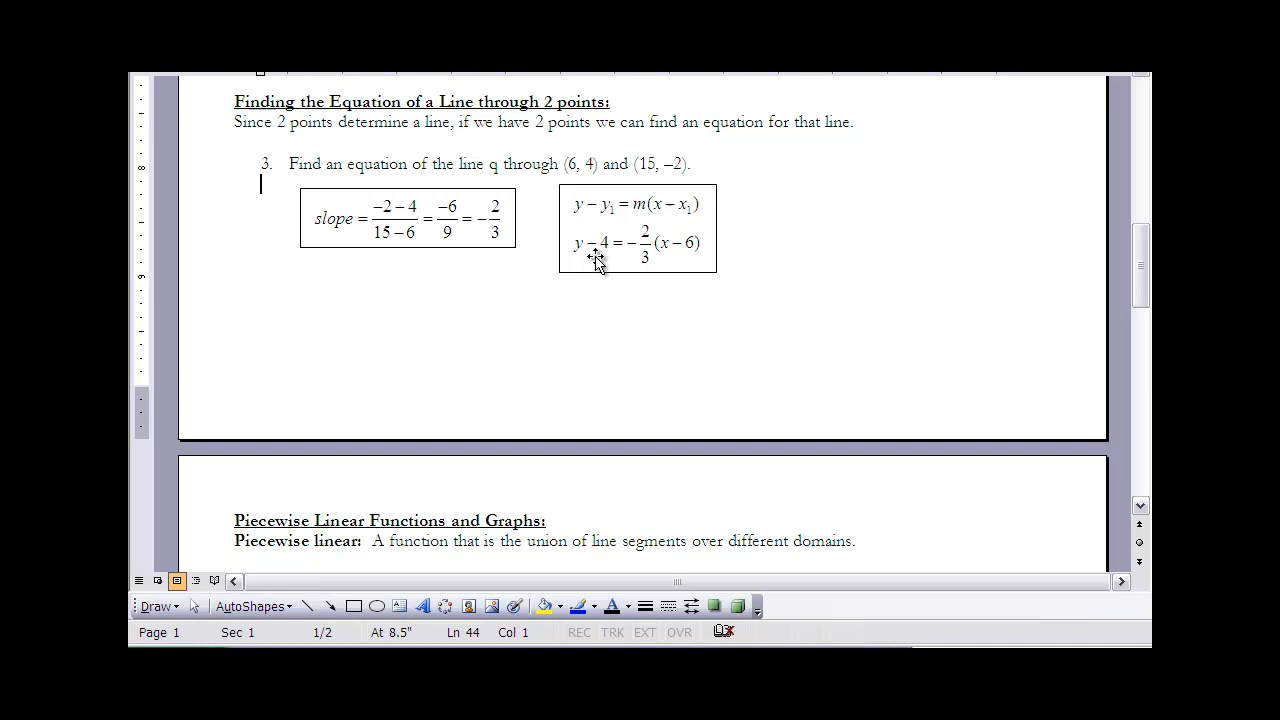 Finding the Equation of a Line through 2 points:
Since 2 points determine a line, if we have 2 points we can find an equation for that line.
3. Find an equation of the line q through (6, 4) and (15, –2).
slope = −2 − 4 / 15 − 6 = −6 / 9 = − 2 / 3
y − y₁ = m(x − x₁)
y − 4 = − 2 / 3 (x − 6)
8
9
Piecewise Linear Functions and Graphs:
Piecewise linear: A function that is the union of line segments over different domains.
Draw AutoShapes A
Page 1 Sec 1 1/2 At 8.5" Ln 44 Col 1 REC TRK EXT OVR